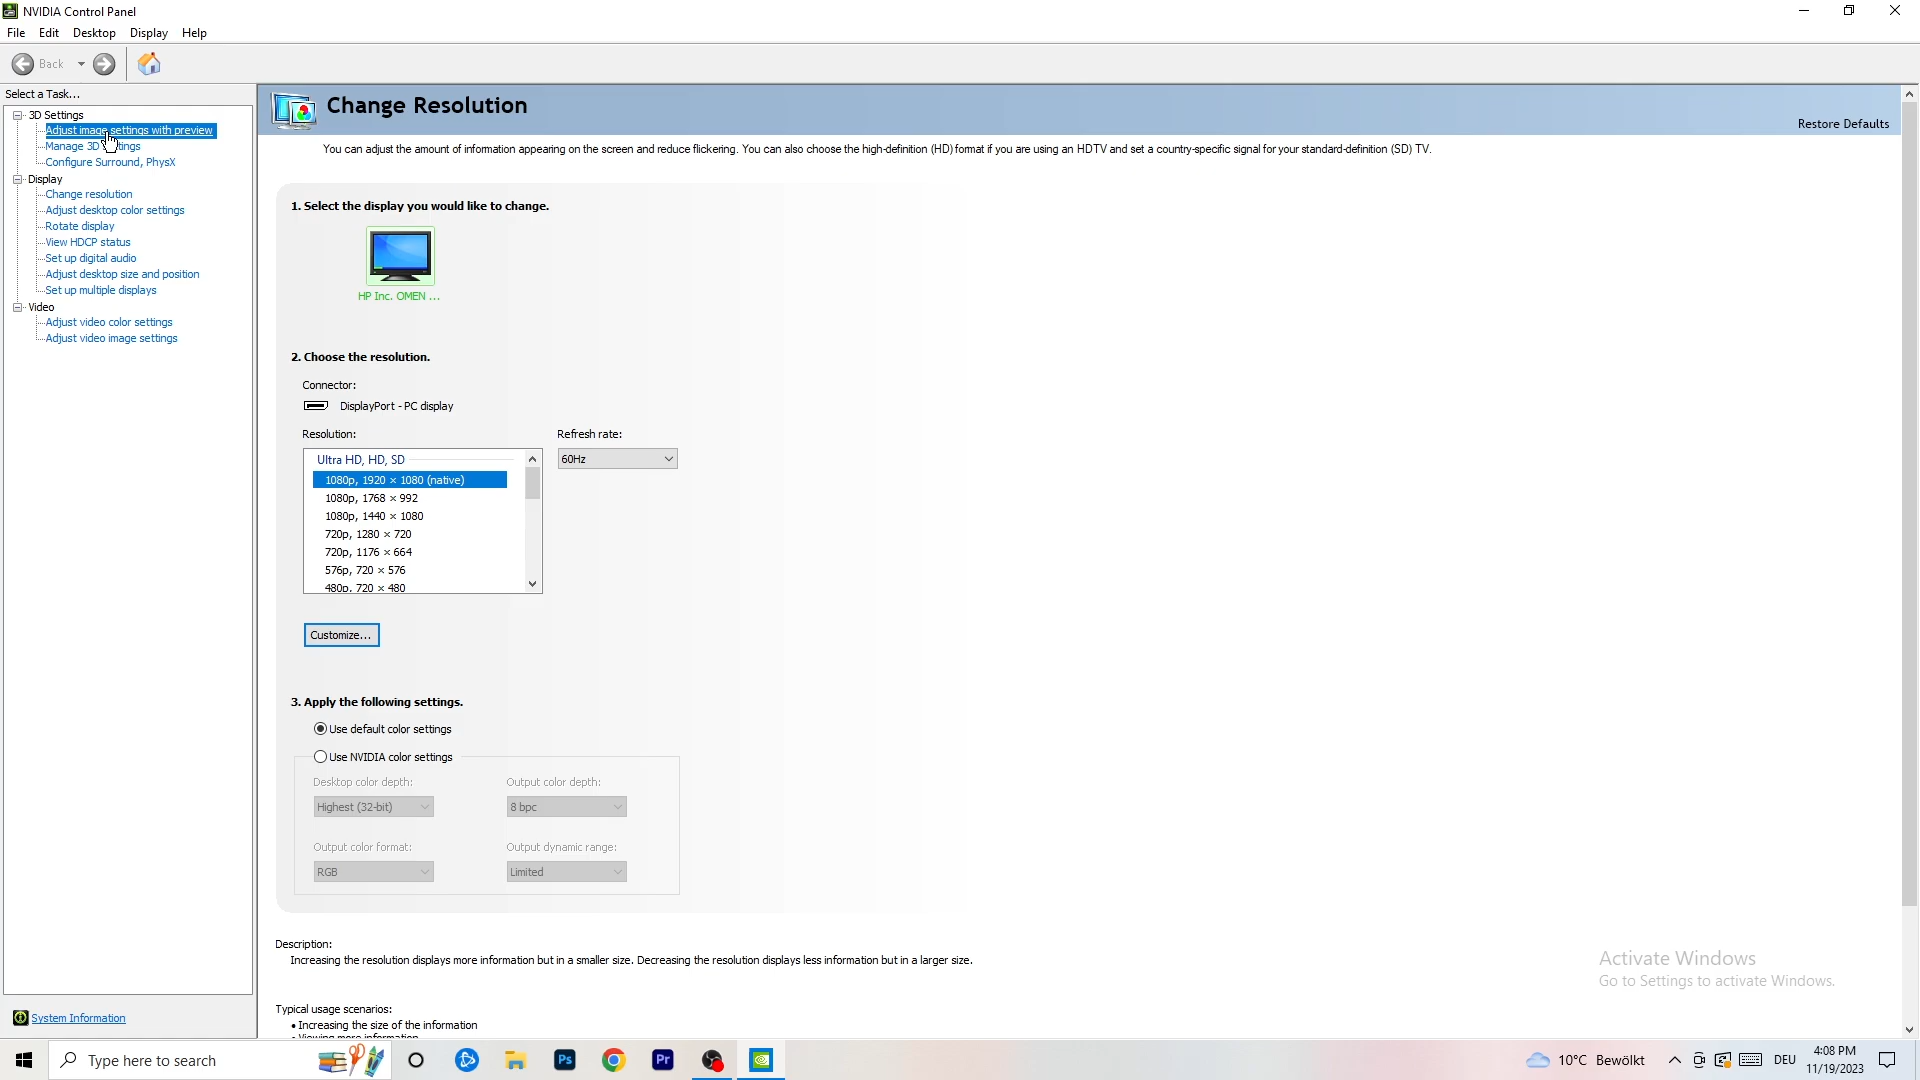 NVIDIA Control Panel
File Edit Desktop Display Help
Back
Select a Task...
3D Settings
Adjust image settings with preview
Manage 3D Settings
Configure Surround, PhysX
Display
Change resolution
Adjust desktop color settings
Rotate display
View HDCP status
Set up digital audio
Adjust desktop size and position
Set up multiple displays
Video
Adjust video color settings
Adjust video image settings
System Information
Change Resolution
Restore Defaults
You can adjust the amount of information appearing on the screen and reduce flickering. You can also choose the high-definition (HD) format if you are using an HDTV and set a country-specific signal for your standard-definition (SD) TV.
1. Select the display you would like to change.
HP Inc. OMEN ...
2. Choose the resolution.
Connector:
DisplayPort - PC display
Resolution:
Refresh rate:
Ultra HD, HD, SD
60Hz
1080p, 1920 × 1080 (native)
1080p, 1768 × 992
1080p, 1440 × 1080
720p, 1280 × 720
720p, 1176 × 664
576p, 720 × 576
480p, 720 × 480
Customize...
3. Apply the following settings.
Use default color settings
Use NVIDIA color settings
Desktop color depth:
Output color depth:
Highest (32-bit)
8 bpc
Output color format:
Output dynamic range:
RGB
Limited
Description:
Increasing the resolution displays more information but in a smaller size. Decreasing the resolution displays less information but in a larger size.
Typical usage scenarios:
• Increasing the size of the information
• Viewing more information
Activate Windows
Go to Settings to activate Windows.
Type here to search
Ps
Pr
10°C Bewölkt
DEU
4:08 PM
11/19/2023